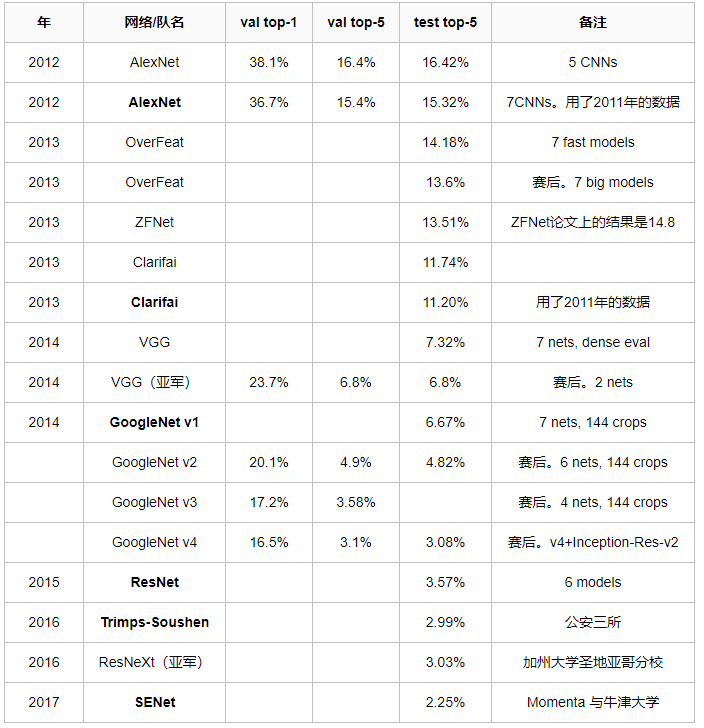 年 网络/队名 val top-1 val top-5 test top-5 备注
2012 AlexNet 38.1% 16.4% 16.42% 5 CNNs
2012 AlexNet 36.7% 15.4% 15.32% 7CNNs。用了2011年的数据
2013 OverFeat 14.18% 7 fast models
2013 OverFeat 13.6% 赛后。7 big models
2013 ZFNet 13.51% ZFNet论文上的结果是14.8
2013 Clarifai 11.74%
2013 Clarifai 11.20% 用了2011年的数据
2014 VGG 7.32% 7 nets, dense eval
2014 VGG（亚军） 23.7% 6.8% 6.8% 赛后。2 nets
2014 GoogleNet v1 6.67% 7 nets, 144 crops
GoogleNet v2 20.1% 4.9% 4.82% 赛后。6 nets, 144 crops
GoogleNet v3 17.2% 3.58% 赛后。4 nets, 144 crops
GoogleNet v4 16.5% 3.1% 3.08% 赛后。v4+Inception-Res-v2
2015 ResNet 3.57% 6 models
2016 Trimps-Soushen 2.99% 公安三所
2016 ResNeXt（亚军） 3.03% 加州大学圣地亚哥分校
2017 SENet 2.25% Momenta 与牛津大学